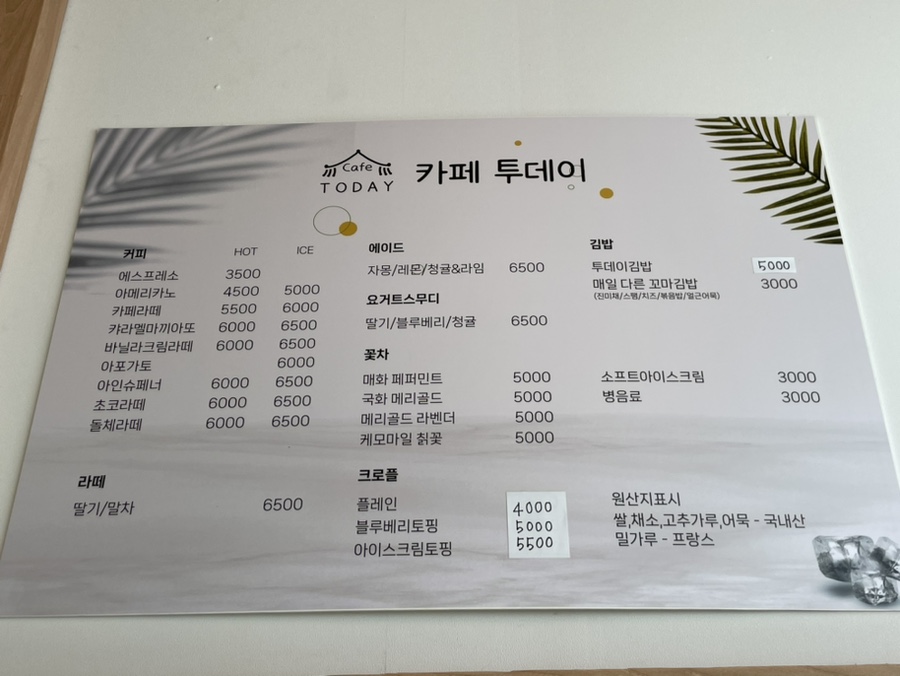 Cafe
TODAY
카페 투데이
커피 HOT ICE
에스프레소 3500
아메리카노 4500 5000
카페라떼 5500 6000
캬라멜마끼아또 6000 6500
바닐라크림라떼 6000 6500
아포가토 6000
아인슈페너 6000 6500
초코라떼 6000 6500
돌체라떼 6000 6500
라떼
딸기/말차 6500
에이드
자몽/레몬/청귤&라임 6500
요거트스무디
딸기/블루베리/청귤 6500
꽃차
매화 페퍼민트 5000
국화 메리골드 5000
메리골드 라벤더 5000
케모마일 칡꽃 5000
크로플
플레인 4000
블루베리토핑 5000
아이스크림토핑 5500
김밥
투데이김밥 5000
매일 다른 꼬마김밥 3000
(진미채/스팸/치즈/볶음밥/얼근어묵)
소프트아이스크림 3000
병음료 3000
원산지표시
쌀,채소,고추가루,어묵 - 국내산
밀가루 - 프랑스